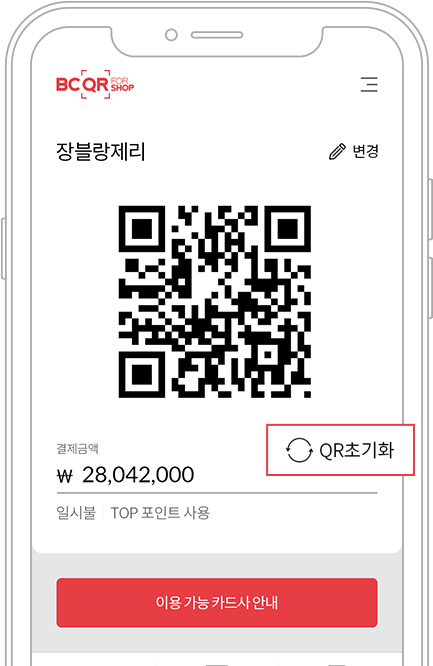 BC QR FOR SHOP
장블랑제리
변경
결제금액
QR초기화
₩ 28,042,000
일시불 TOP 포인트 사용
이용 가능 카드사 안내